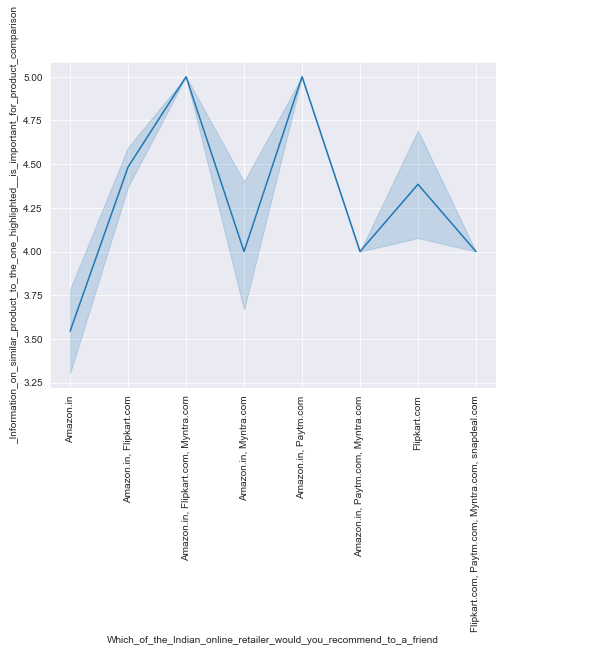 _Information_on_similar_product_to_the_one_highlighted__is_important_for_product_comparison
5.00
4.75
4.50
4.25
4.00
3.75
3.50
3.25
Amazon.in
Amazon.in, Flipkart.com
Amazon.in, Flipkart.com, Myntra.com
Amazon.in, Myntra.com
Amazon.in, Paytm.com
Amazon.in, Paytm.com, Myntra.com
Flipkart.com
Flipkart.com, Paytm.com, Myntra.com, snapdeal.com
Which_of_the_Indian_online_retailer_would_you_recommend_to_a_friend